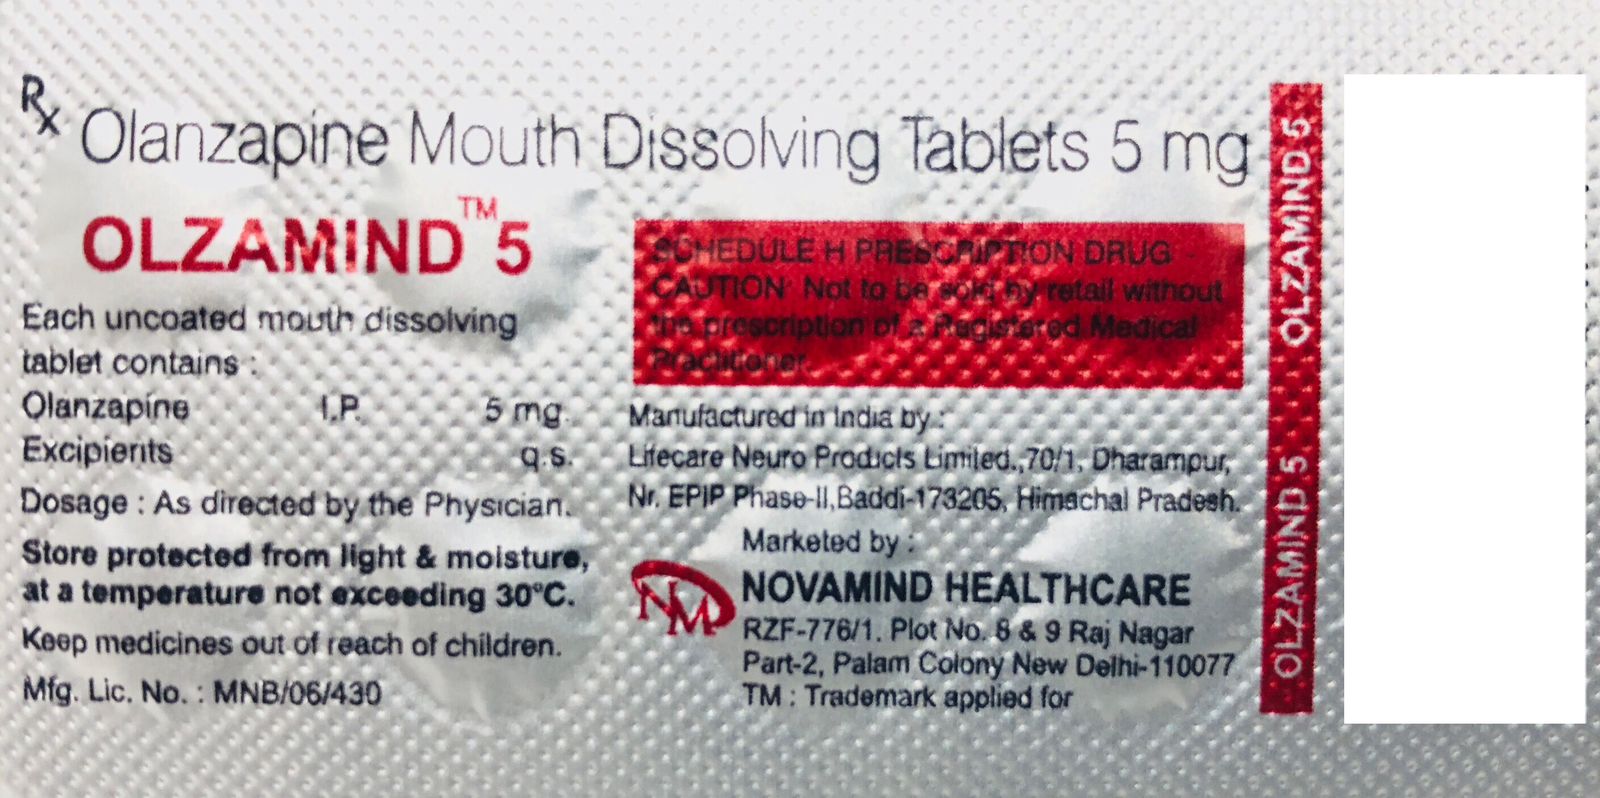 Rx Olanzapine Mouth Dissolving Tablets 5 mg
OLZAMIND™ 5
Each uncoated mouth dissolving
tablet contains :
Olanzapine I.P. 5 mg.
Excipients q.s.
Dosage : As directed by the Physician.
Store protected from light & moisture,
at a temperature not exceeding 30°C.
Keep medicines out of reach of children.
Mfg. Lic. No. : MNB/06/430
SCHEDULE H PRESCRIPTION DRUG -
CAUTION Not to be sold by retail without
the prescription of a Registered Medical
Practitioner.
Manufactured in India by :
Lifecare Neuro Products Limited.,70/1, Dharampur,
Nr. EPIP Phase-II,Baddi-173205, Himachal Pradesh.
Marketed by :
NM
NOVAMIND HEALTHCARE
RZF-776/1. Plot No. 8 & 9 Raj Nagar
Part-2, Palam Colony New Delhi-110077
TM : Trademark applied for
OLZAMIND 5 OLZAMIND 5